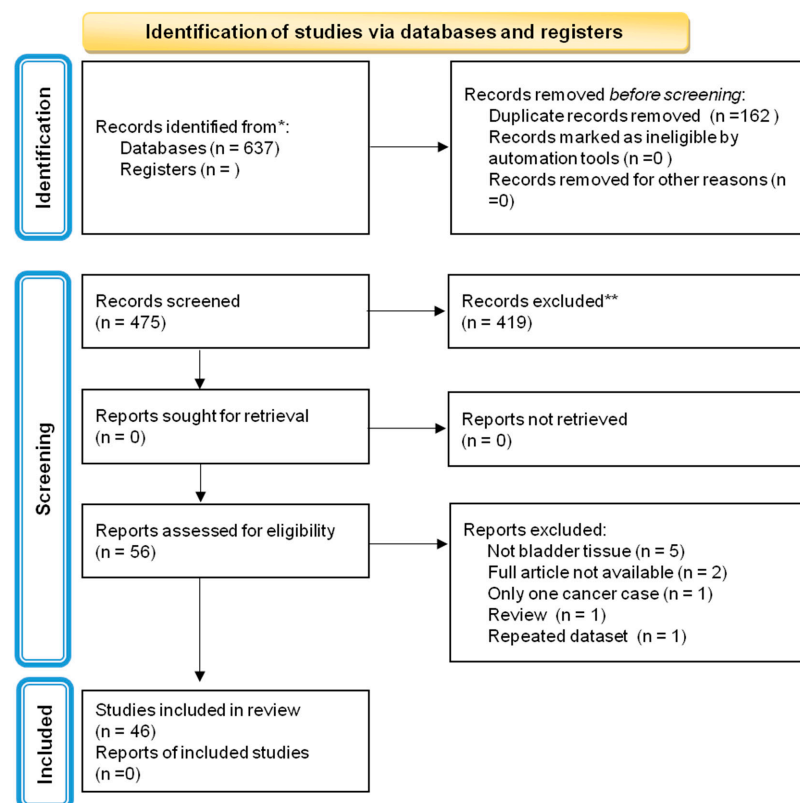 Identification of studies via databases and registers
Identification
Records identified from*:
Databases (n = 637)
Registers (n = )
Records removed before screening:
Duplicate records removed (n =162 )
Records marked as ineligible by
automation tools (n =0 )
Records removed for other reasons (n
=0)
Screening
Records screened
(n = 475)
Records excluded**
(n = 419)
Reports sought for retrieval
(n = 0)
Reports not retrieved
(n = 0)
Reports assessed for eligibility
(n = 56)
Reports excluded:
Not bladder tissue (n = 5)
Full article not available (n = 2)
Only one cancer case (n = 1)
Review (n = 1)
Repeated dataset (n = 1)
Included
Studies included in review
(n = 46)
Reports of included studies
(n =0)